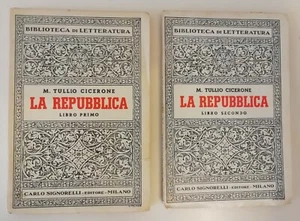 BIBLIOTECA DI LETTERATURA
M. TULLIO CICERONE
LA REPUBBLICA
LIBRO PRIMO
CARLO SIGNORELLI - EDITORE - MILANO
BIBLIOTECA DI LETTERATURA
M. TULLIO CICERONE
LA REPUBBLICA
LIBRO SECONDO
CARLO SIGNORELLI - EDITORE - MILANO